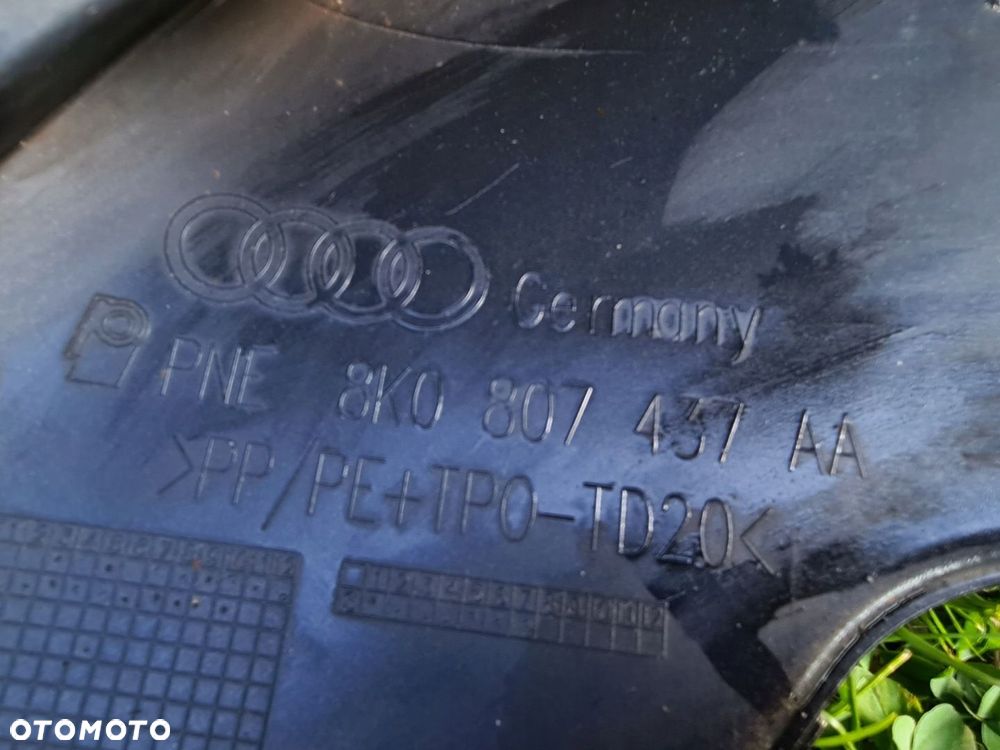 Germany
PNE 8K0 807 437 AA
>PP/PE+TPO-TD20<
OTOMOTO